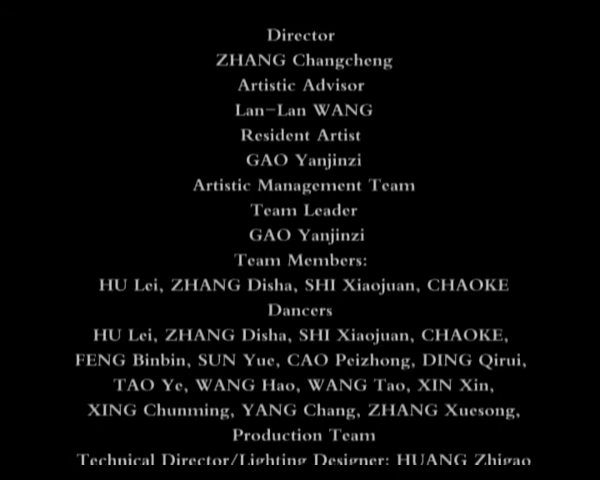 Director
ZHANG Changcheng
Artistic Advisor
Lan-Lan WANG
Resident Artist
GAO Yanjinzi
Artistic Management Team
Team Leader
GAO Yanjinzi
Team Members:
HU Lei, ZHANG Disha, SHI Xiaojuan, CHAOKE
Dancers
HU Lei, ZHANG Disha, SHI Xiaojuan, CHAOKE,
FENG Binbin, SUN Yue, CAO Peizhong, DING Qirui,
TAO Ye, WANG Hao, WANG Tao, XIN Xin,
XING Chunming, YANG Chang, ZHANG Xuesong,
Production Team
Technical Director/Lighting Designer: HUANG Zhigao